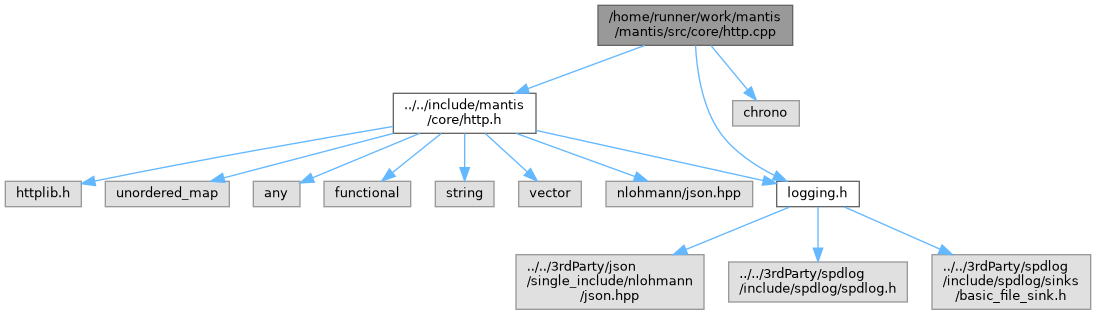 /home/runner/work/mantis
/mantis/src/core/http.cpp
../../include/mantis
/core/http.h
chrono
httplib.h
unordered_map
any
functional
string
vector
nlohmann/json.hpp
logging.h
../../3rdParty/json
/single_include/nlohmann
/json.hpp
../../3rdParty/spdlog
/include/spdlog/spdlog.h
../../3rdParty/spdlog
/include/spdlog/sinks
/basic_file_sink.h